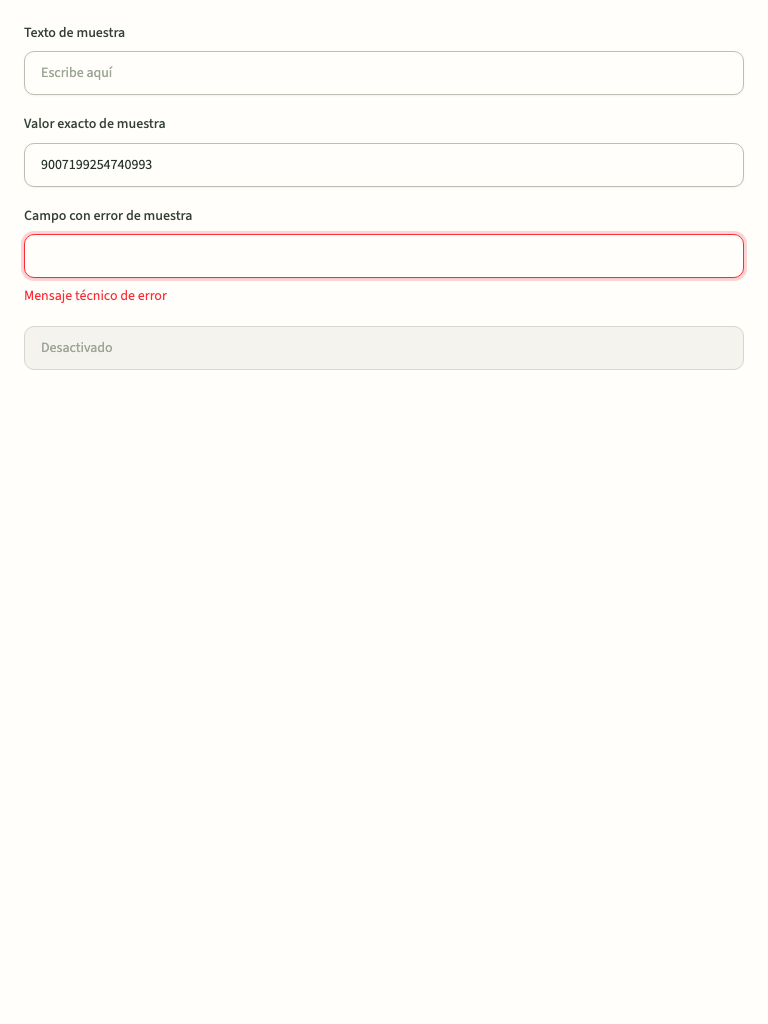 Texto de muestra
Escribe aquí
Valor exacto de muestra
9007199254740993
Campo con error de muestra
Mensaje técnico de error
Desactivado